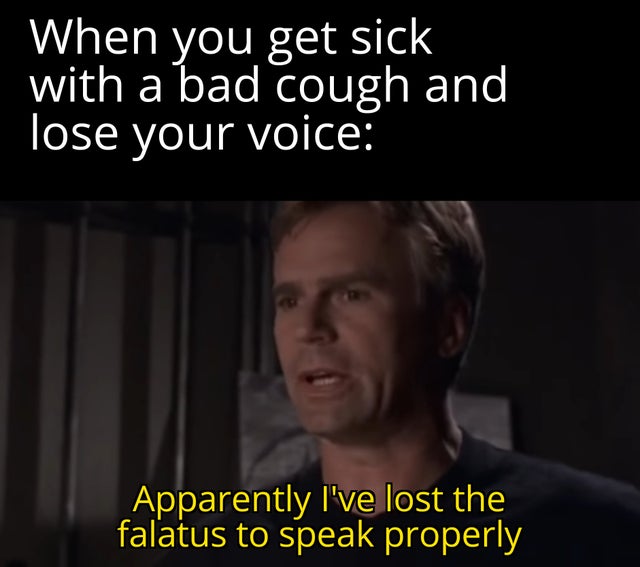 When you get sick
with a bad cough and
lose your voice:
Apparently I've lost the
falatus to speak properly